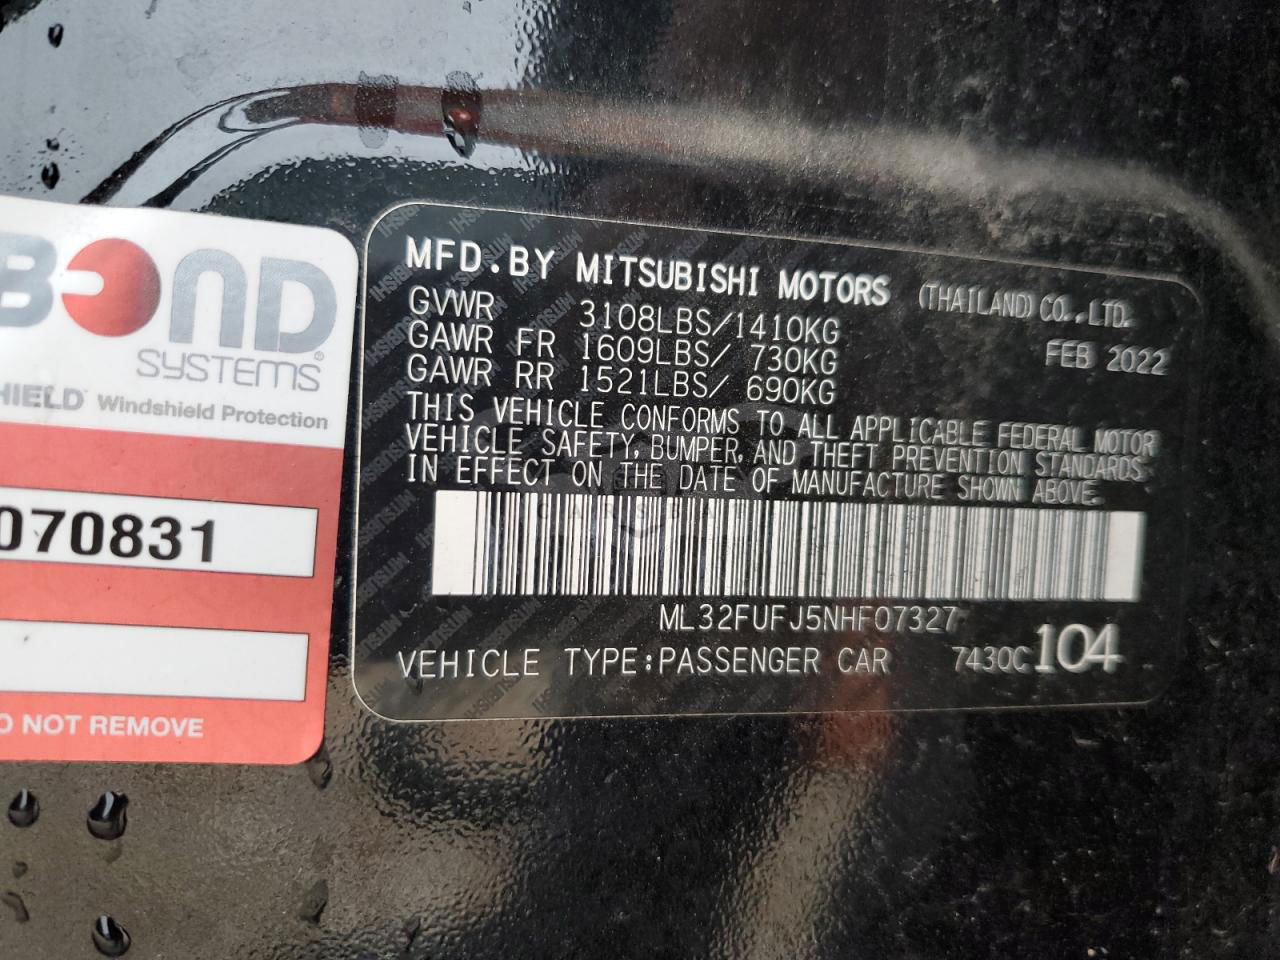 BOND
SYSTEMS®
HIELD Windshield Protection
070831
O NOT REMOVE
MFD.BY MITSUBISHI MOTORS (THAILAND) CO.,LTD.
GVWR 3108LBS/1410KG FEB 2022
GAWR FR 1609LBS/ 730KG
GAWR RR 1521LBS/ 690KG
THIS VEHICLE CONFORMS TO ALL APPLICABLE FEDERAL MOTOR
VEHICLE SAFETY, BUMPER, AND THEFT PREVENTION STANDARDS
IN EFFECT ON THE DATE OF MANUFACTURE SHOWN ABOVE.
ML32FUFJ5NHF07327
VEHICLE TYPE:PASSENGER CAR 7430C 104